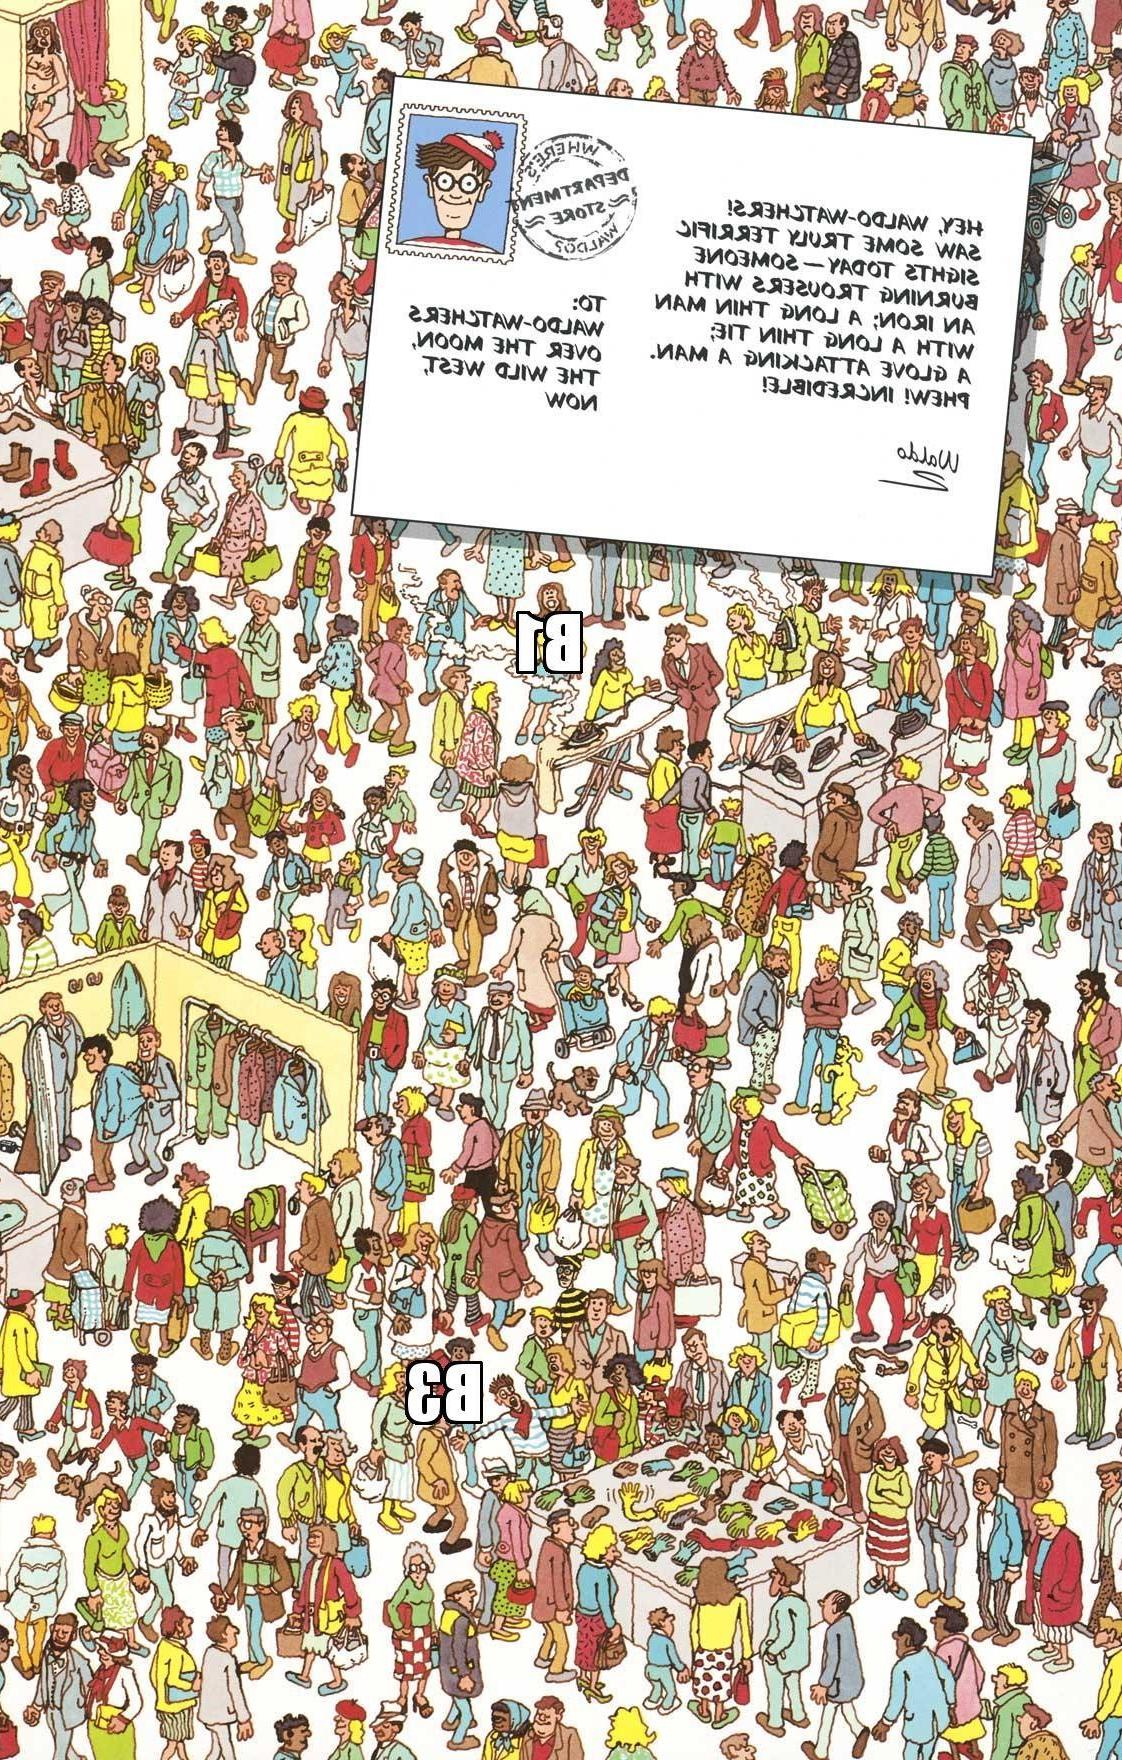 WHERE'S
DEPARTMENT
STORE
WALDO?
HEY, WALDO-WATCHERS!
SAW SOME TRULY TERRIFIC
SIGHTS TODAY – SOMEONE
BURNING TROUSERS WITH
AN IRON; A LONG THIN MAN
WITH A LONG THIN TIE;
A GLOVE ATTACKING A MAN.
PHEW! INCREDIBLE!
Waldo
TO:
WALDO-WATCHERS
OVER THE MOON,
THE WILD WEST,
NOW
B1
B3